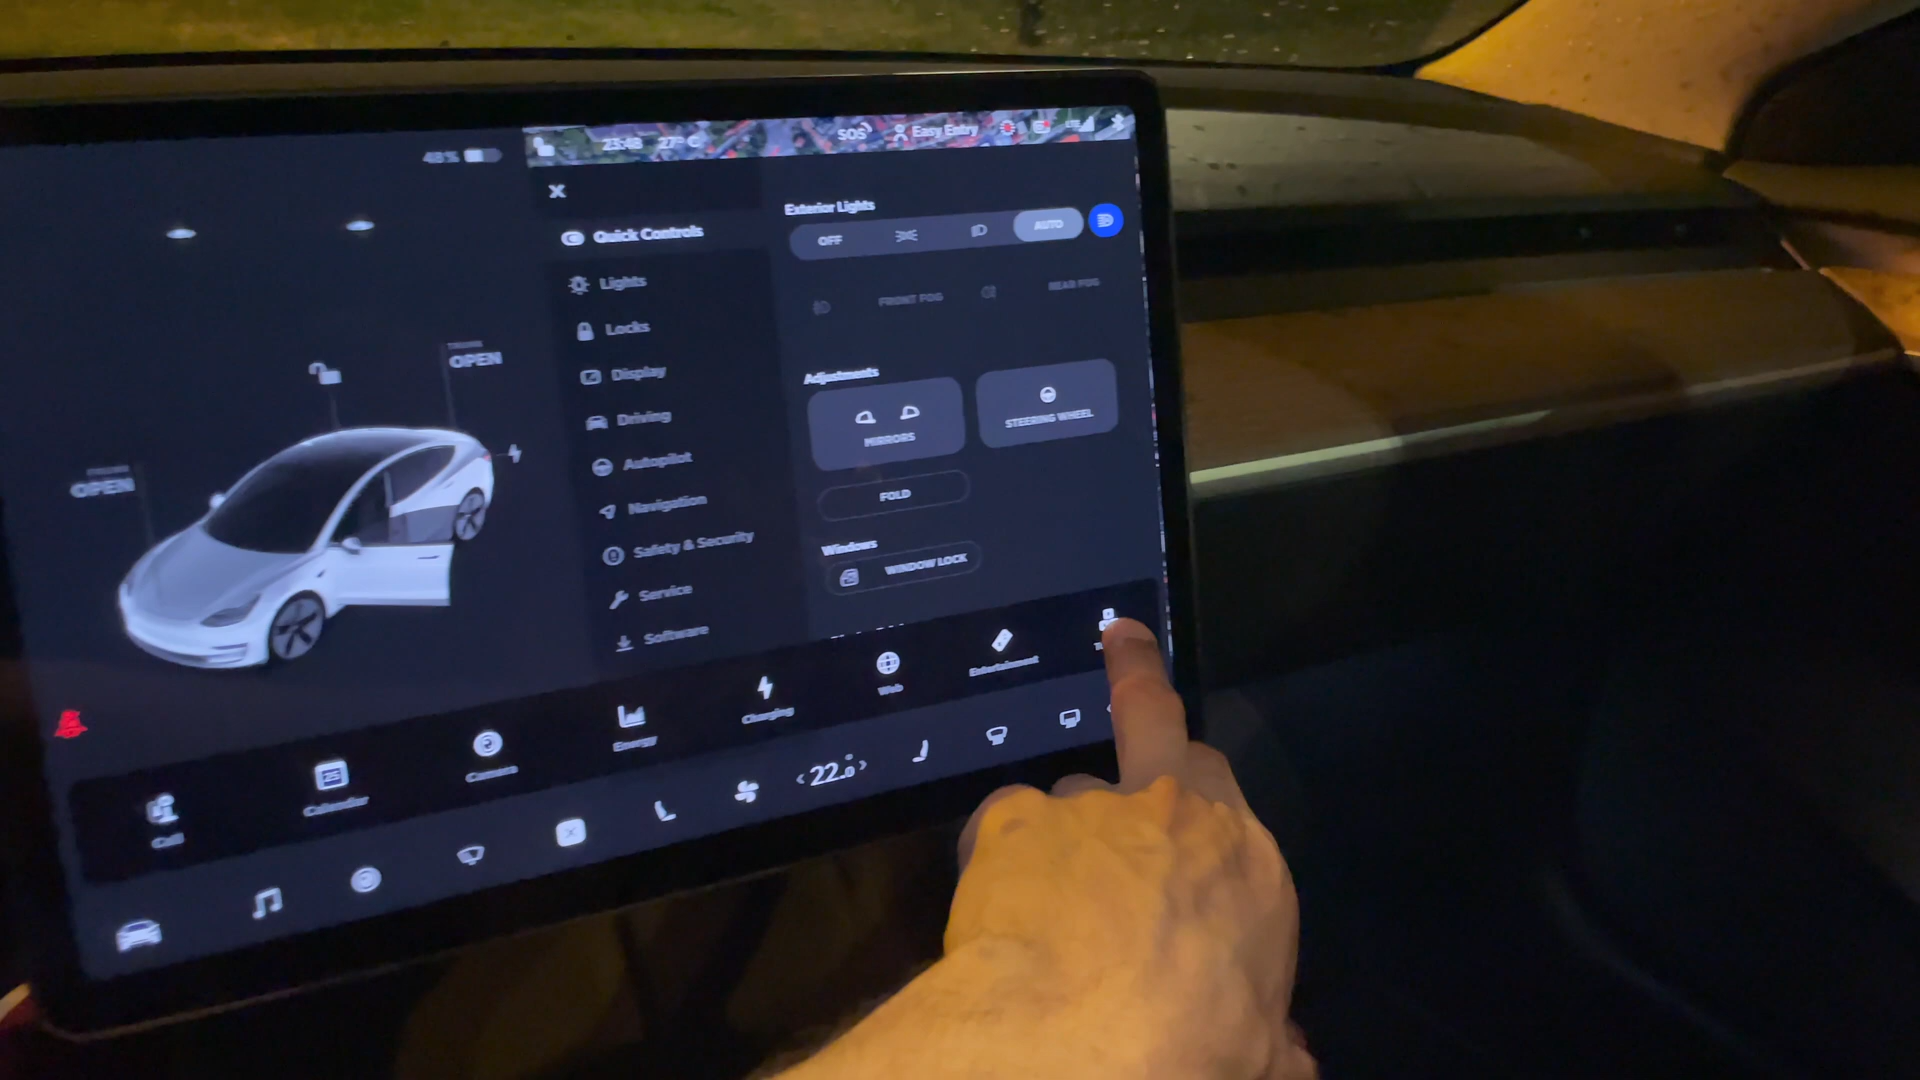 48%
23:48 27°C SOS Easy Entry LTE
Quick Controls
Lights
Locks
Display
Driving
Autopilot
Navigation
Safety & Security
Service
Software
Exterior Lights
OFF AUTO
FRONT FOG REAR FOG
Adjustments
MIRRORS STEERING WHEEL
FOLD
Windows
WINDOW LOCK
OPEN
OPEN
Call Calendar Camera Energy Charging Web Entertainment
22.0